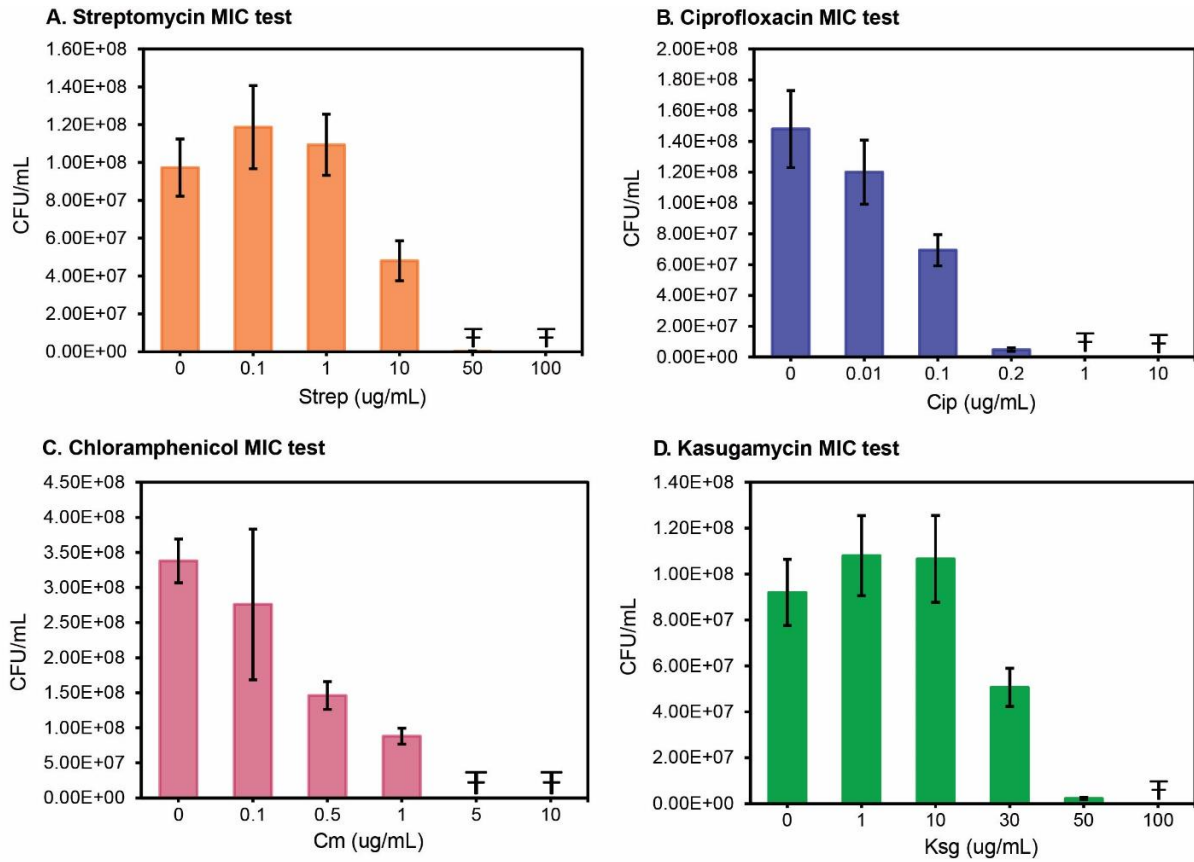 A. Streptomycin MIC test
1.60E+08
1.40E+08
1.20E+08
1.00E+08
8.00E+07
6.00E+07
4.00E+07
2.00E+07
0.00E+00
CFU/mL
0 0.1 1 10 50 100
Strep (ug/mL)
B. Ciprofloxacin MIC test
2.00E+08
1.80E+08
1.60E+08
1.40E+08
1.20E+08
1.00E+08
8.00E+07
6.00E+07
4.00E+07
2.00E+07
0.00E+00
CFU/mL
0 0.01 0.1 0.2 1 10
Cip (ug/mL)
C. Chloramphenicol MIC test
4.50E+08
4.00E+08
3.50E+08
3.00E+08
2.50E+08
2.00E+08
1.50E+08
1.00E+08
5.00E+07
0.00E+00
CFU/mL
0 0.1 0.5 1 5 10
Cm (ug/mL)
D. Kasugamycin MIC test
1.40E+08
1.20E+08
1.00E+08
8.00E+07
6.00E+07
4.00E+07
2.00E+07
0.00E+00
CFU/mL
0 1 10 30 50 100
Ksg (ug/mL)